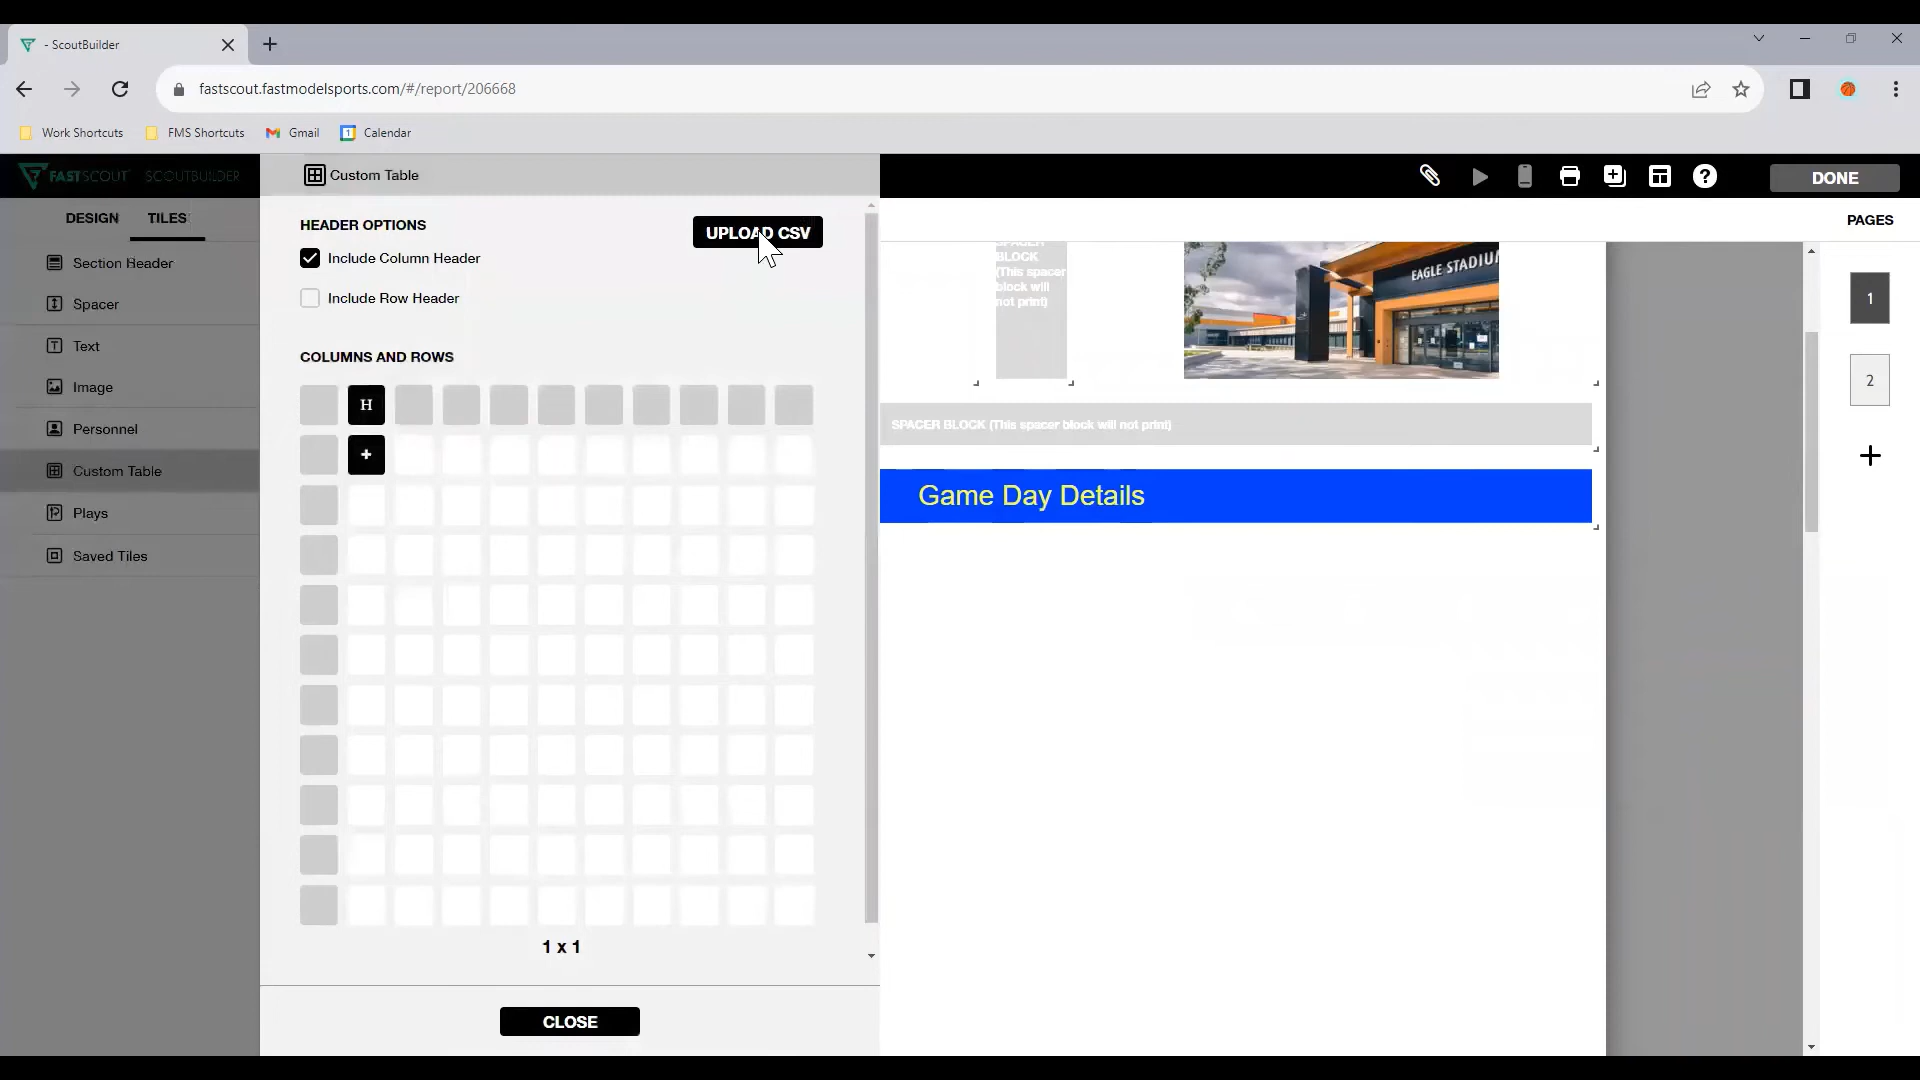 - ScoutBuilder
fastscout.fastmodelsports.com/#/report/206668
Work Shortcuts
FMS Shortcuts
Gmail
1
Calendar
FASTSCOUT SCOUTBUILDER
Custom Table
?
DONE
DESIGN
TILES
HEADER OPTIONS
UPLOAD CSV
PAGES
Section Header
Include Column Header
Spacer
Include Row Header
Text
COLUMNS AND ROWS
Image
H
Personnel
+
Custom Table
Plays
Saved Tiles
1 x 1
CLOSE
SPACER
BLOCK
(This spacer
block will
not print)
EAGLE STADIU
SPACER BLOCK (This spacer block will not print)
Game Day Details
1
2
+